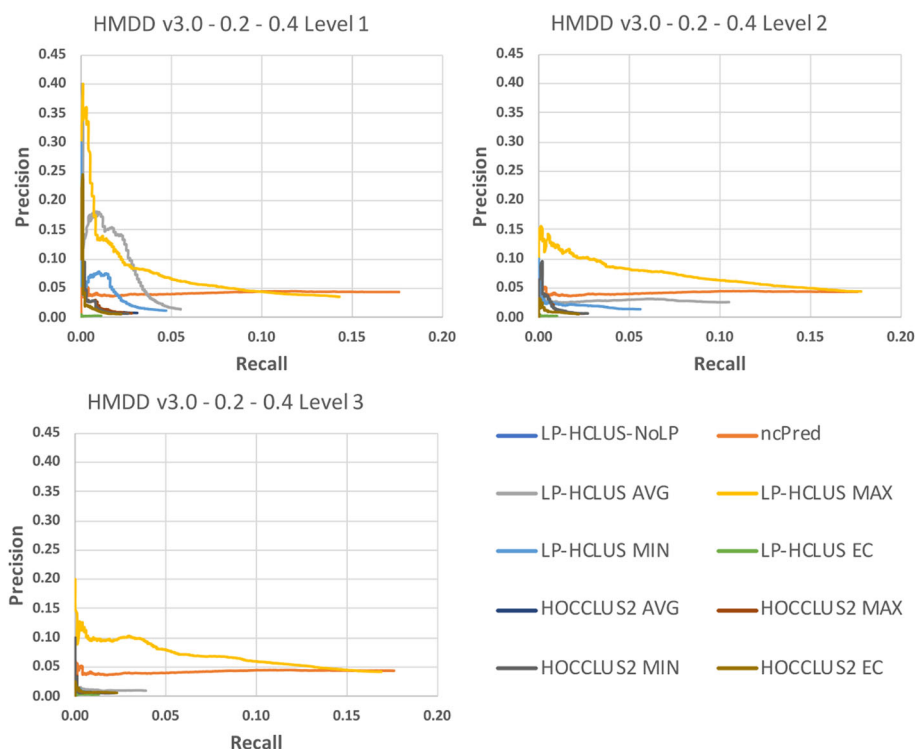 HMDD v3.0 - 0.2 - 0.4 Level 1
0.45
0.40
0.35
0.30
0.25
0.20
0.15
0.10
0.05
0.00
Precision
0.00 0.05 0.10 0.15 0.20
Recall
HMDD v3.0 - 0.2 - 0.4 Level 2
0.45
0.40
0.35
0.30
0.25
0.20
0.15
0.10
0.05
0.00
Precision
0.00 0.05 0.10 0.15 0.20
Recall
HMDD v3.0 - 0.2 - 0.4 Level 3
0.45
0.40
0.35
0.30
0.25
0.20
0.15
0.10
0.05
0.00
Precision
0.00 0.05 0.10 0.15 0.20
Recall
LP-HCLUS-NoLP ncPred
LP-HCLUS AVG LP-HCLUS MAX
LP-HCLUS MIN LP-HCLUS EC
HOCCLUS2 AVG HOCCLUS2 MAX
HOCCLUS2 MIN HOCCLUS2 EC